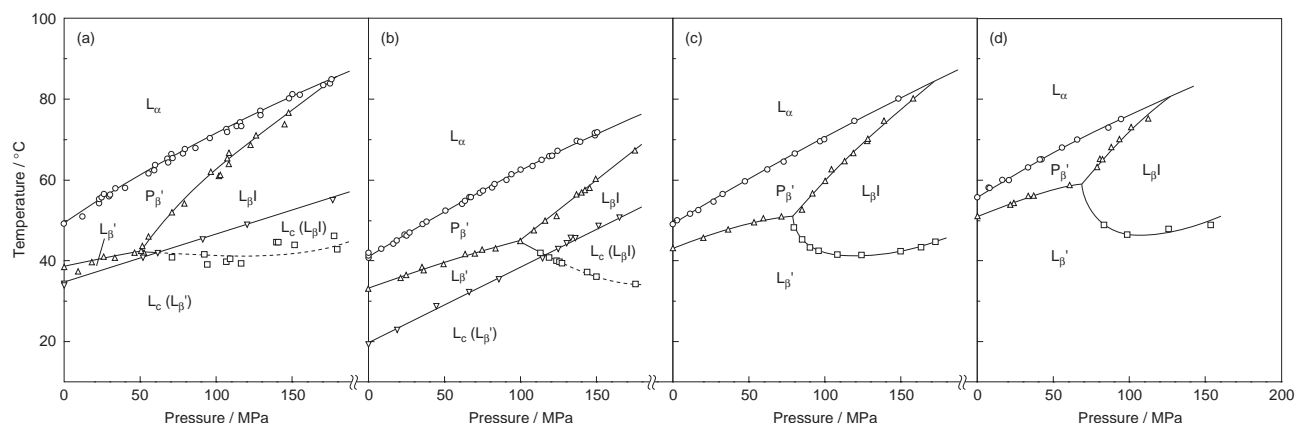 100
80
60
40
20
Temperature / °C
(a)
Lα
Pβ'
LβI
Lβ'
Lc (LβI)
Lc (Lβ')
0
50
100
150
Pressure / MPa
(b)
Lα
Pβ'
LβI
Lβ'
Lc (LβI)
Lc (Lβ')
0
50
100
150
Pressure / MPa
(c)
Lα
Pβ'
LβI
Lβ'
0
50
100
150
Pressure / MPa
(d)
Lα
Pβ'
LβI
Lβ'
0
50
100
150
200
Pressure / MPa